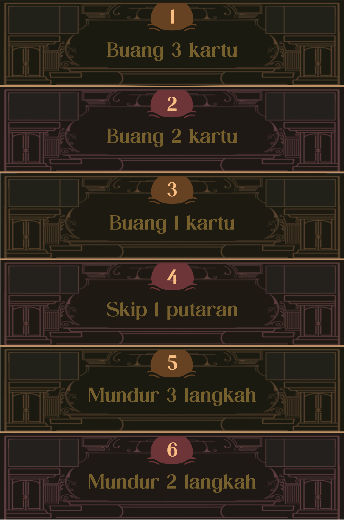 1
Buang 3 kartu
2
Buang 2 kartu
3
Buang 1 kartu
4
Skip 1 putaran
5
Mundur 3 langkah
6
Mundur 2 langkah